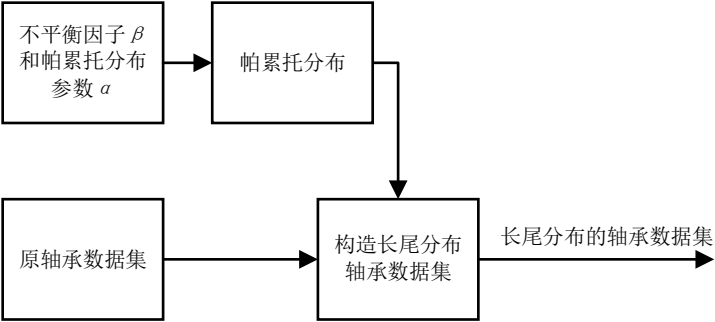 不平衡因子β
和帕累托分布
参数α
帕累托分布
原轴承数据集
构造长尾分布
轴承数据集
长尾分布的轴承数据集